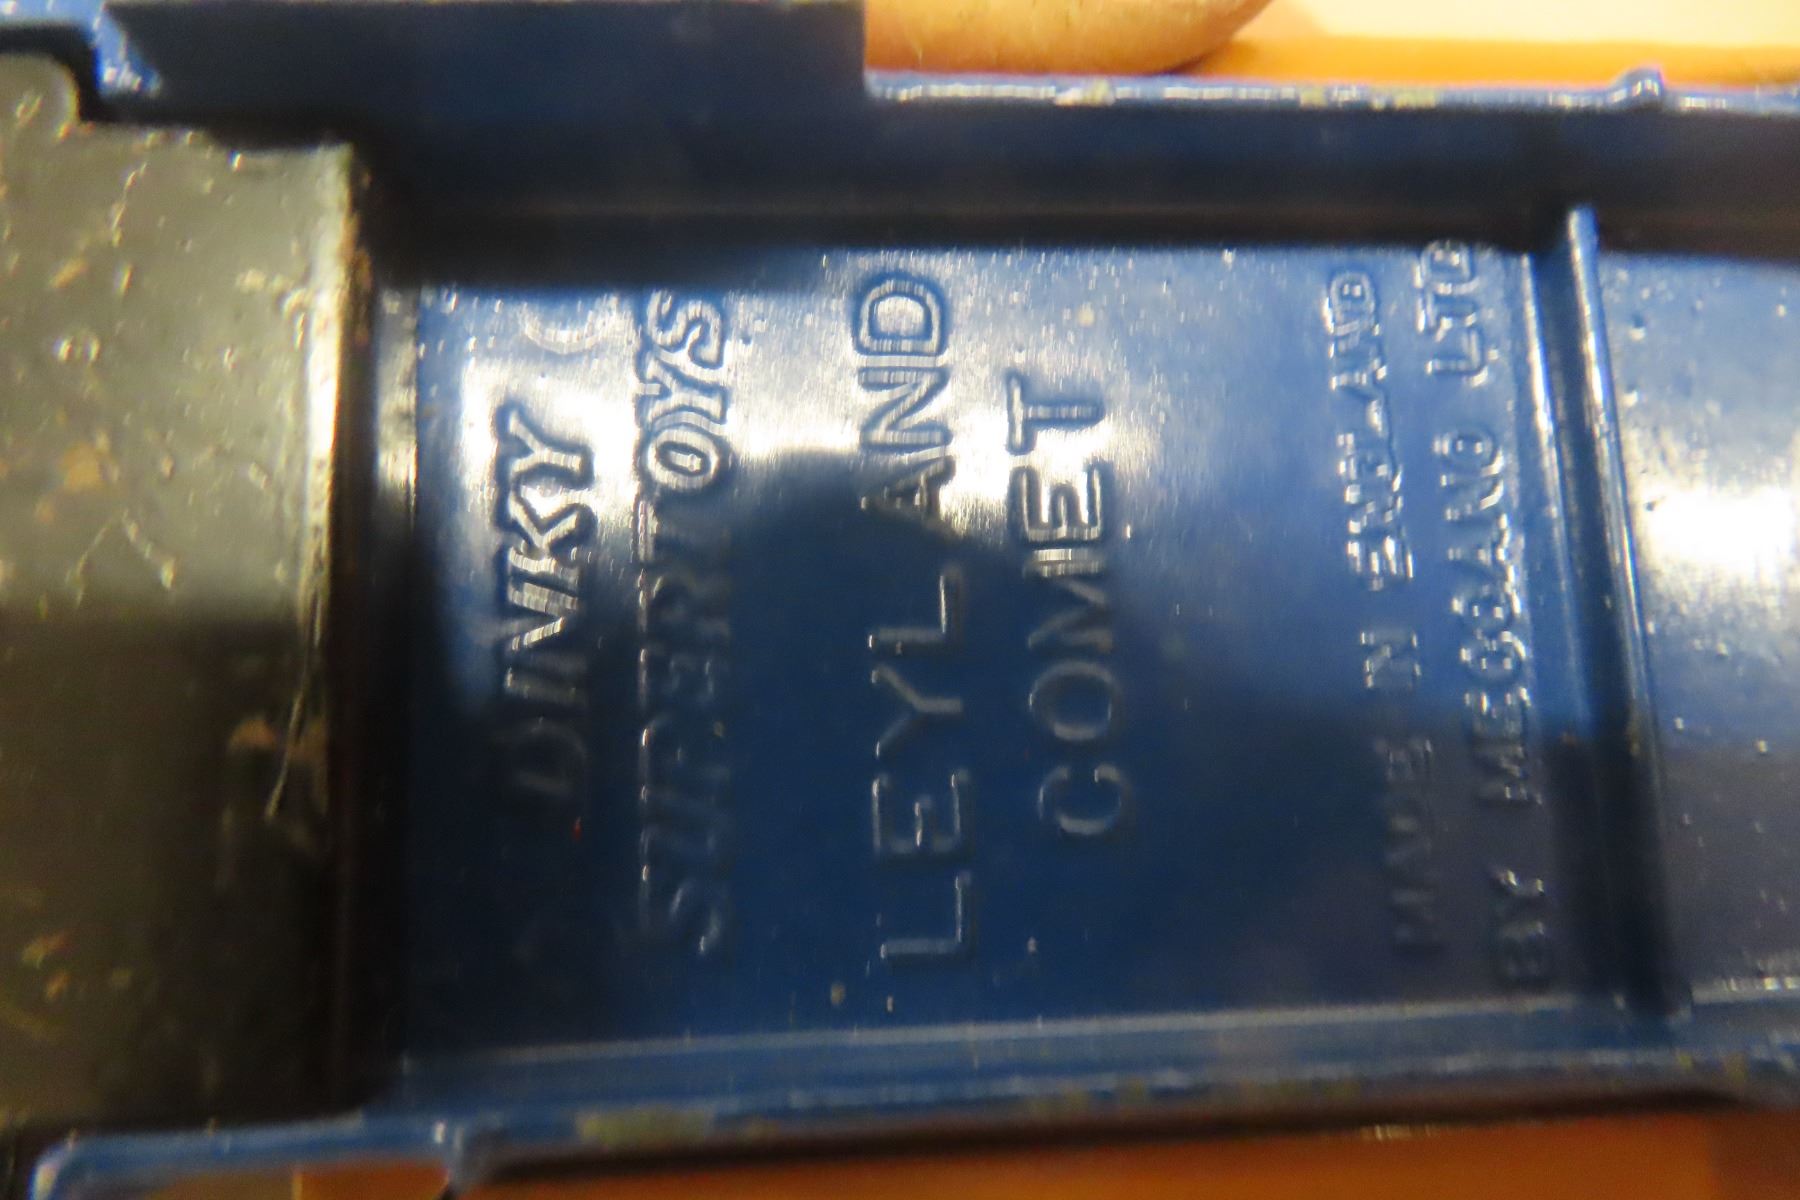 DINKY
SUPERTOYS
LEYLAND
COMET
MADE IN ENGLAND
BY MECCANO LTD